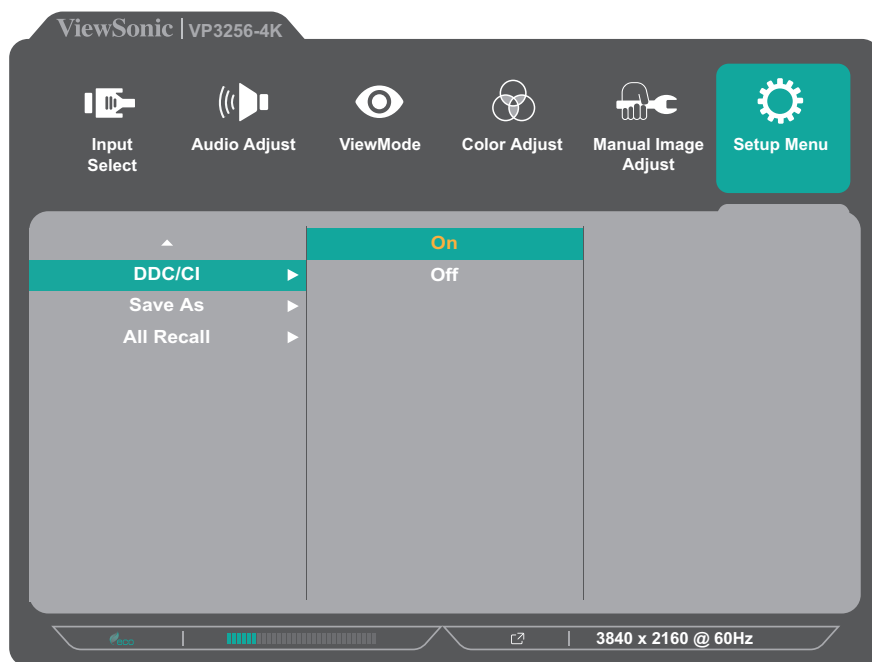 ViewSonic | VP3256-4K
Input Select
Audio Adjust
ViewMode
Color Adjust
Manual Image Adjust
Setup Menu
On
DDC/CI
Off
Save As
All Recall
eco
3840 x 2160 @ 60Hz